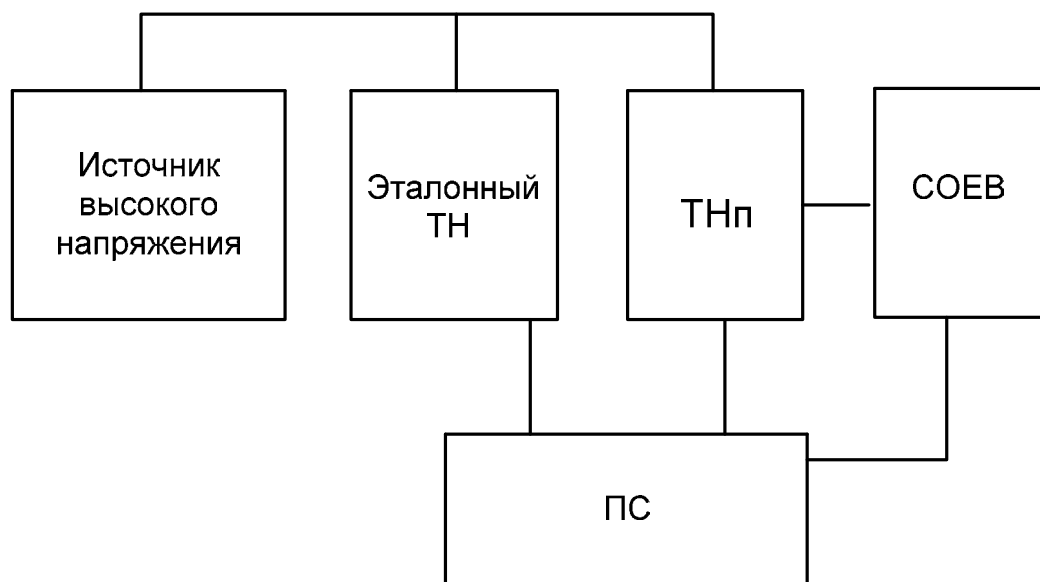 Источник
высокого
напряжения
Эталонный
ТН
ТНп
СОЕВ
ПС